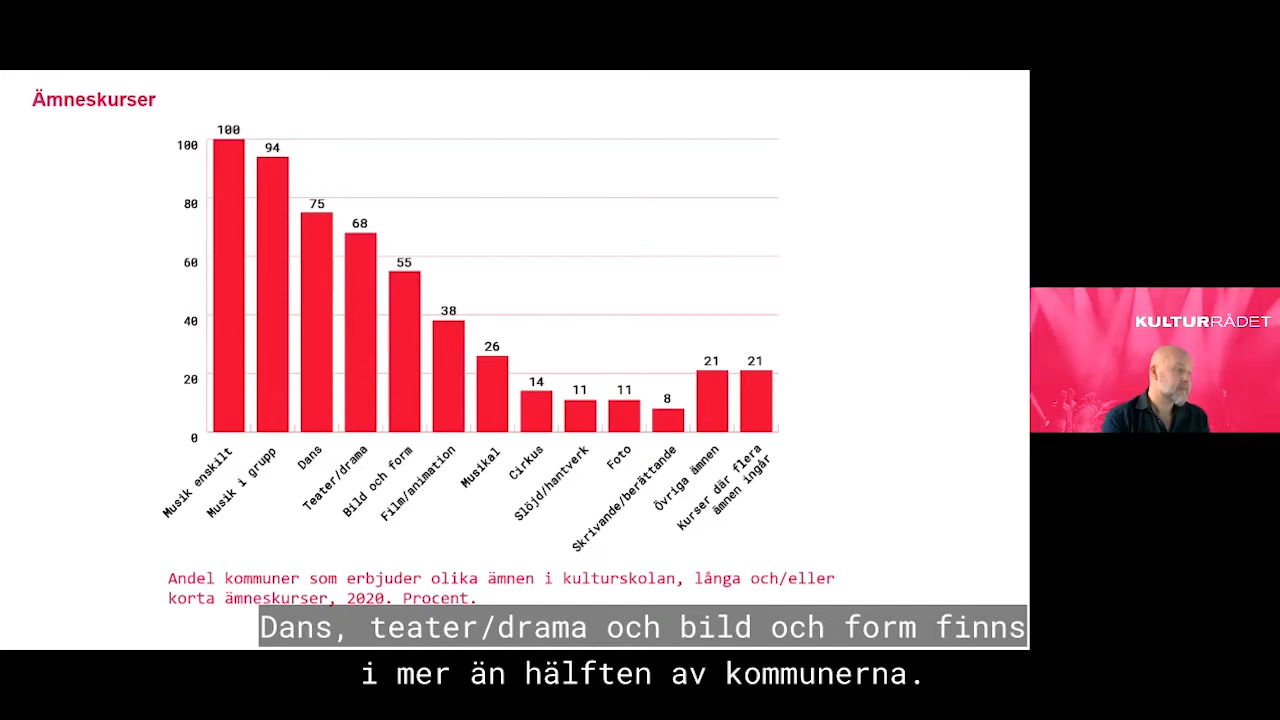 Ämneskurser
100
94
75
68
55
38
26
14
11
11
8
21
21
100
80
60
40
20
0
Musik enskilt
Musik i grupp
Dans
Teater/drama
Bild och form
Film/animation
Musikal
Cirkus
Slöjd/hantverk
Foto
Skrivande/berättande
Övriga ämnen
Kurser där flera
ämnen ingår
Andel kommuner som erbjuder olika ämnen i kulturskolan, långa och/eller
korta ämneskurser, 2020. Procent.
KULTURRÅDET
Dans, teater/drama och bild och form finns
i mer än hälften av kommunerna.